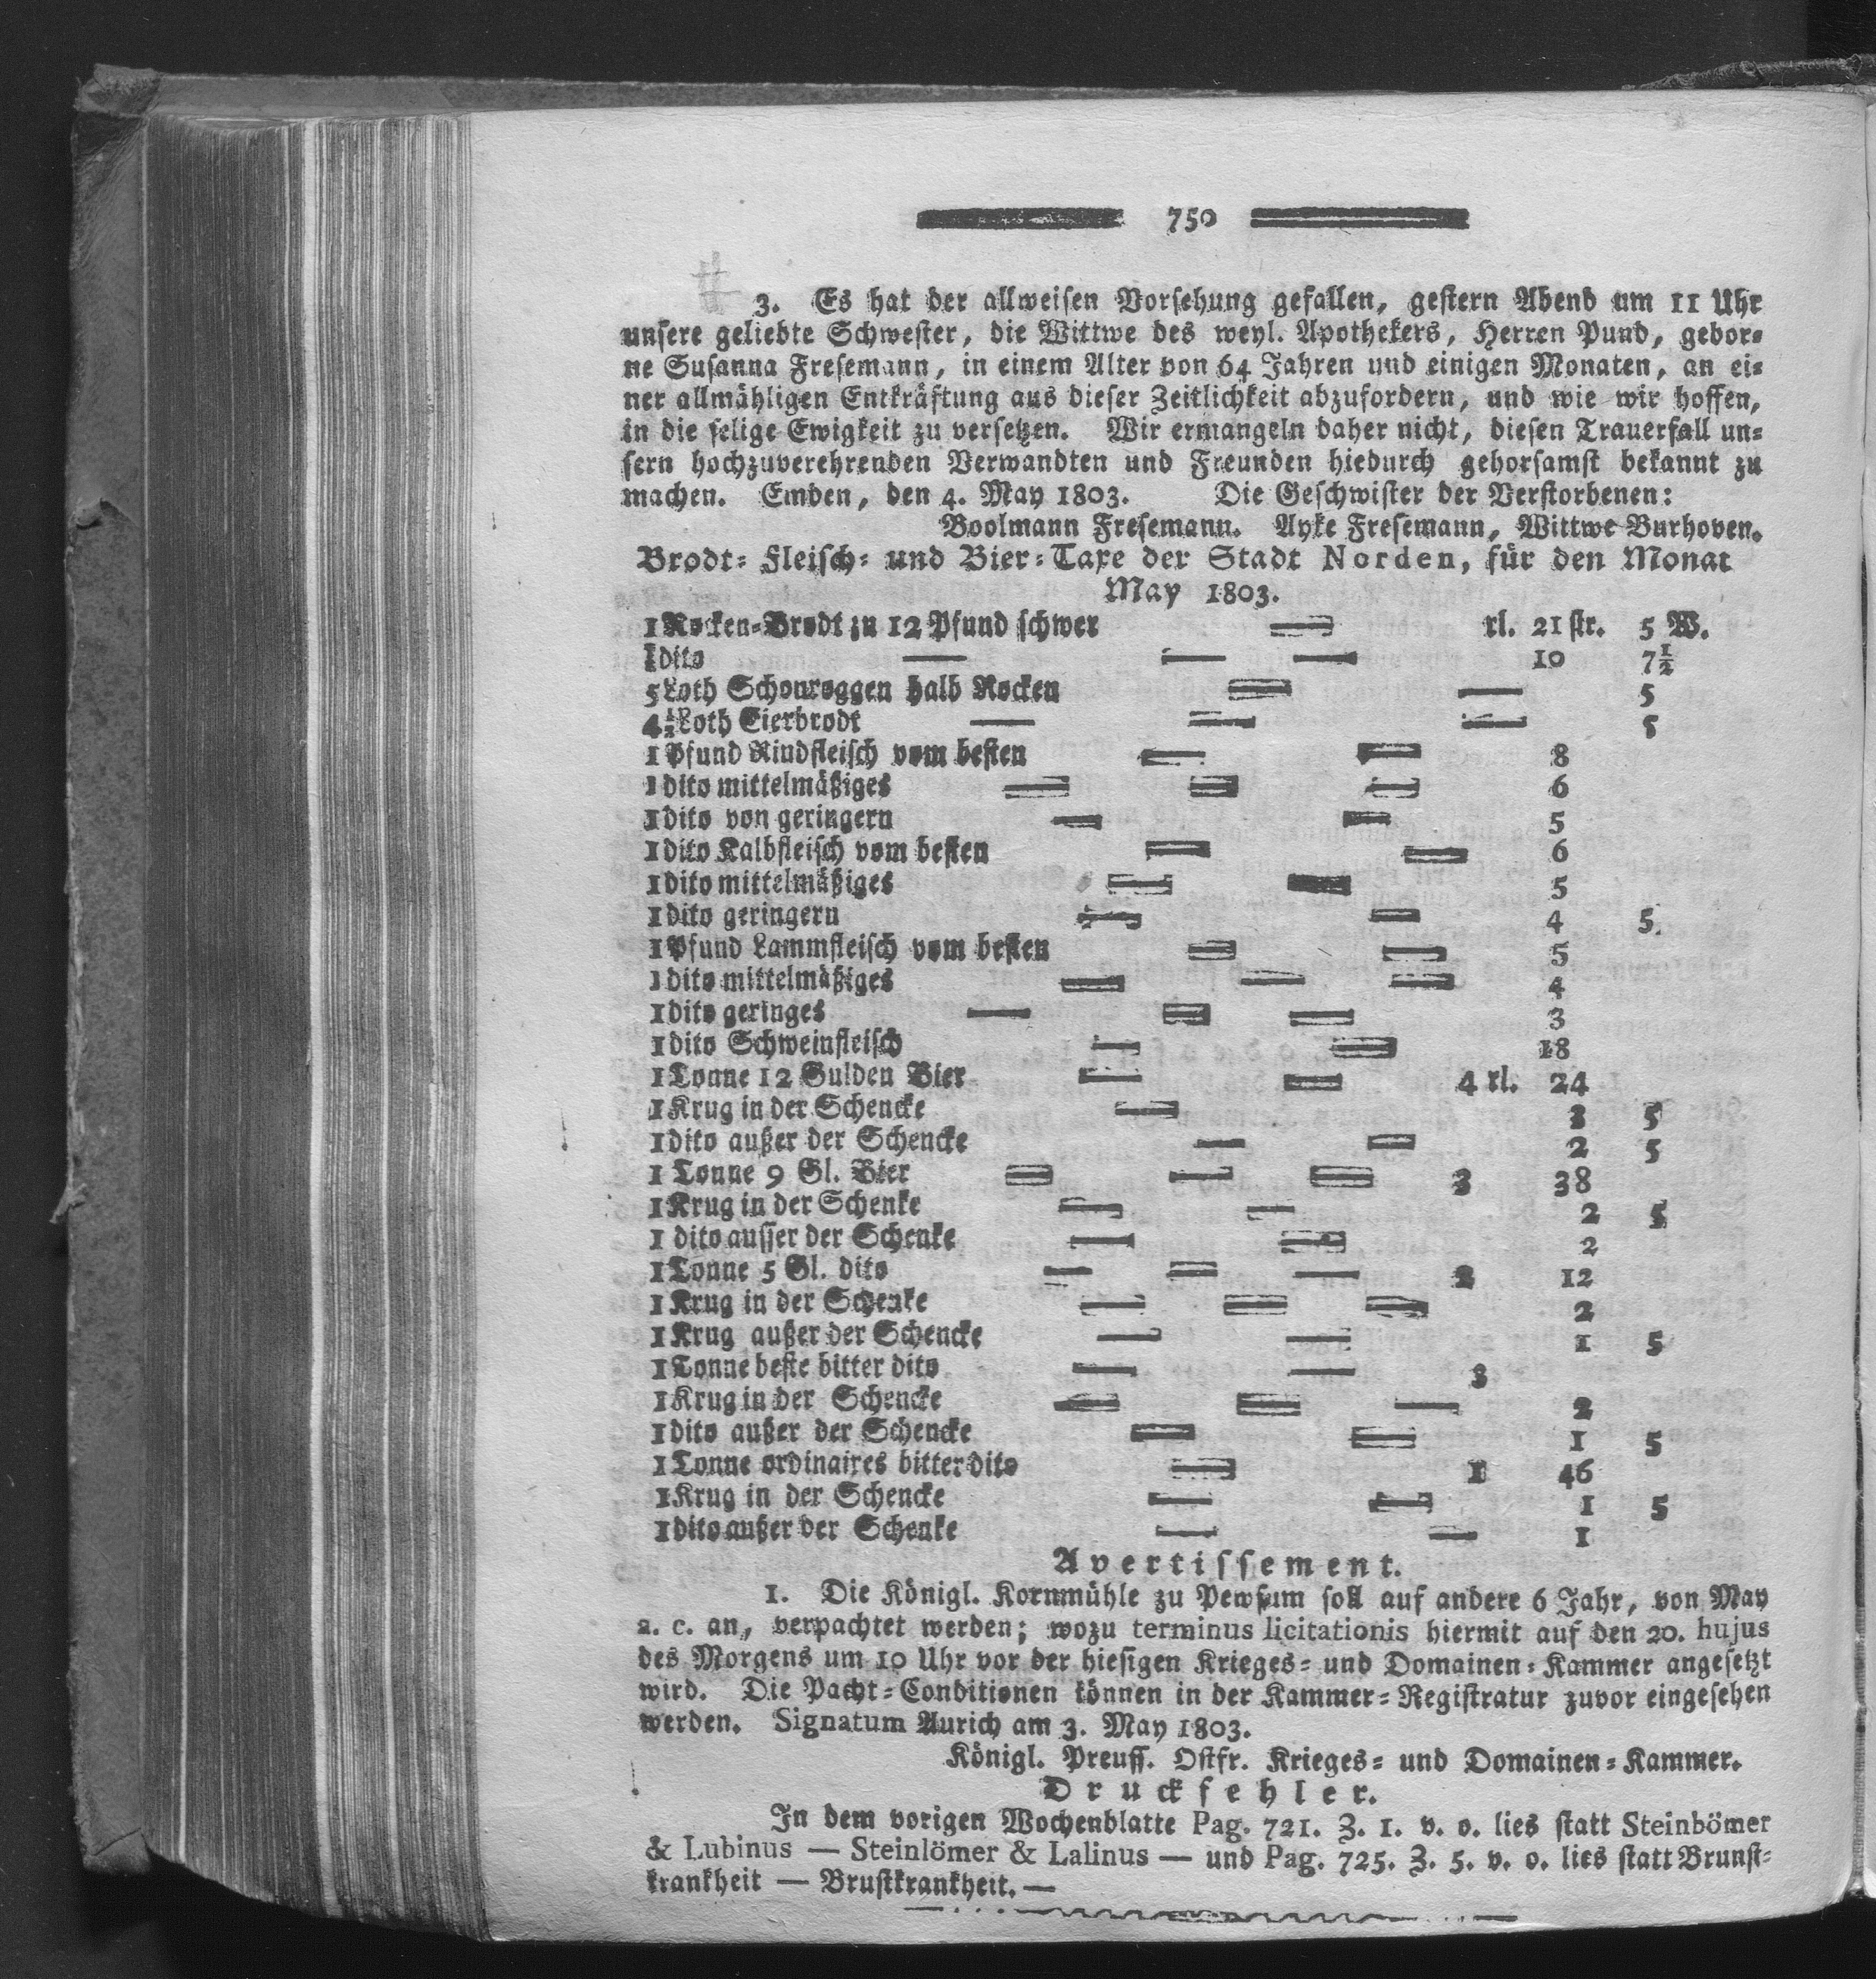 750
3. Es hat der allweisen Vorsehung gefallen, gestern Abend um 11 Uhr
unsere geliebte Schwester, die Wittwe des weyl. Apothekers, Herren Pund, gebor=
ne Susanna Fresemann, in einem Alter von 64 Jahren und einigen Monaten, an ei=
ner allmähligen Entkräftung aus dieser Zeitlichkeit abzufordern, und wie wir hoffen,
in die selige Ewigkeit zu versetzen. Wir ermangeln daher nicht, diesen Trauerfall un=
sern hochzuverehrenden Verwandten und Freunden hiedurch gehorsamst bekannt zu
machen. Emden, den 4. May 1803. Die Geschwister der Verstorbenen:
Boolmann Fresemann. Ayke Fresemann, Wittwe Burhoven.
Brodt= Fleisch= und Bier=Taxe der Stadt Norden, für den Monat
May 1803.
1 Rocken=Brodt zu 12 Pfund schwer — rl. 21 str. 5 W.
½ dito — — — 10 7½
5 Loth Schonroggen halb Rocken — — 5
4½ Loth Eierbrodt — — — 5
1 Pfund Rindfleisch vom besten — — 8
1 dito mittelmäßiges — — — 6
1 dito von geringern — — 5
1 dito Kalbfleisch vom besten — — 6
1 dito mittelmäßiges — — 5
1 dito geringern — — 4 5
1 Pfund Lammfleisch vom besten — — 5
1 dito mittelmäßiges — — — 4
1 dito geringes — — — 3
1 dito Schweinfleisch — — 18
1 Tonne 12 Gulden Bier — — 4 rl. 24
1 Krug in der Schencke — 3 5
1 dito außer der Schencke — — 2 5
1 Tonne 9 Gl. Bier — — — 3 38
1 Krug in der Schenke — — 2 5
1 dito ausser der Schenke — — 2
1 Tonne 5 Gl. dito — — — 2 12
1 Krug in der Schenke — — — 2
1 Krug außer der Schencke — — 1 5
1 Tonne beste bitter dito — — 3
1 Krug in der Schencke — — — 2
1 dito außer der Schencke — — 1 5
1 Tonne ordinaires bitter dito — 1 46
1 Krug in der Schencke — — 1 5
1 dito außer der Schenke — — 1
Avertissement.
1. Die Königl. Kornmühle zu Pewsum soll auf andere 6 Jahr, von May
a. c. an, verpachtet werden; wozu terminus licitationis hiermit auf den 20. hujus
des Morgens um 10 Uhr vor der hiesigen Krieges= und Domainen=Kammer angesetzt
wird. Die Pacht=Conditionen können in der Kammer=Registratur zuvor eingesehen
werden. Signatum Aurich am 3. May 1803.
Königl. Preuss. Ostfr. Krieges= und Domainen=Kammer.
Druckfehler.
In dem vorigen Wochenblatte Pag. 721. Z. 1. v. o. lies statt Steinbömer
& Lubinus — Steinlömer & Lalinus — und Pag. 725. Z. 5. v. o. lies statt Brunst=
krankheit — Brustkrankheit. —